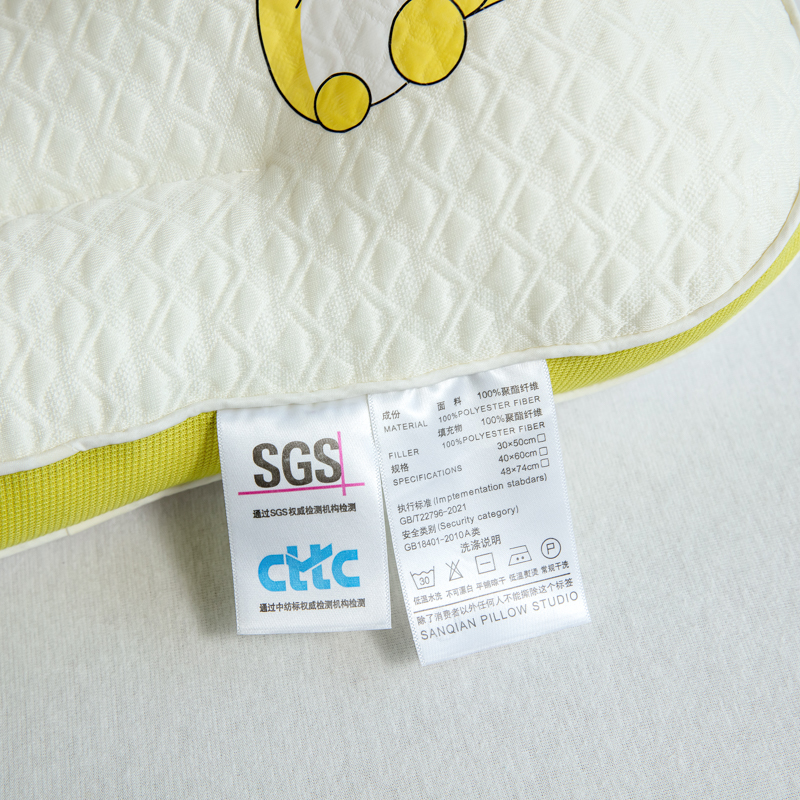 SGS
通过SGS权威检测机构检测
cttc
通过中纺标权威检测机构检测
成份 面 料 100%聚酯纤维
MATERIAL 100%POLYESTER FIBER
填充物 100%聚酯纤维
FILLER 100%POLYESTER FIBER
规格 30×50cm□
SPECIFICATIONS 40×60cm□
48×74cm□
执行标准(Imptementation stabdars)
GB/T22796-2021
安全类别(Security category)
GB18401-2010A类
洗涤说明
30 P
低温水洗 不可漂白 平铺晾干 低温熨烫 常规干洗
除了消费者以外任何人不能撕除这个标签
SANQIAN PILLOW STUDIO